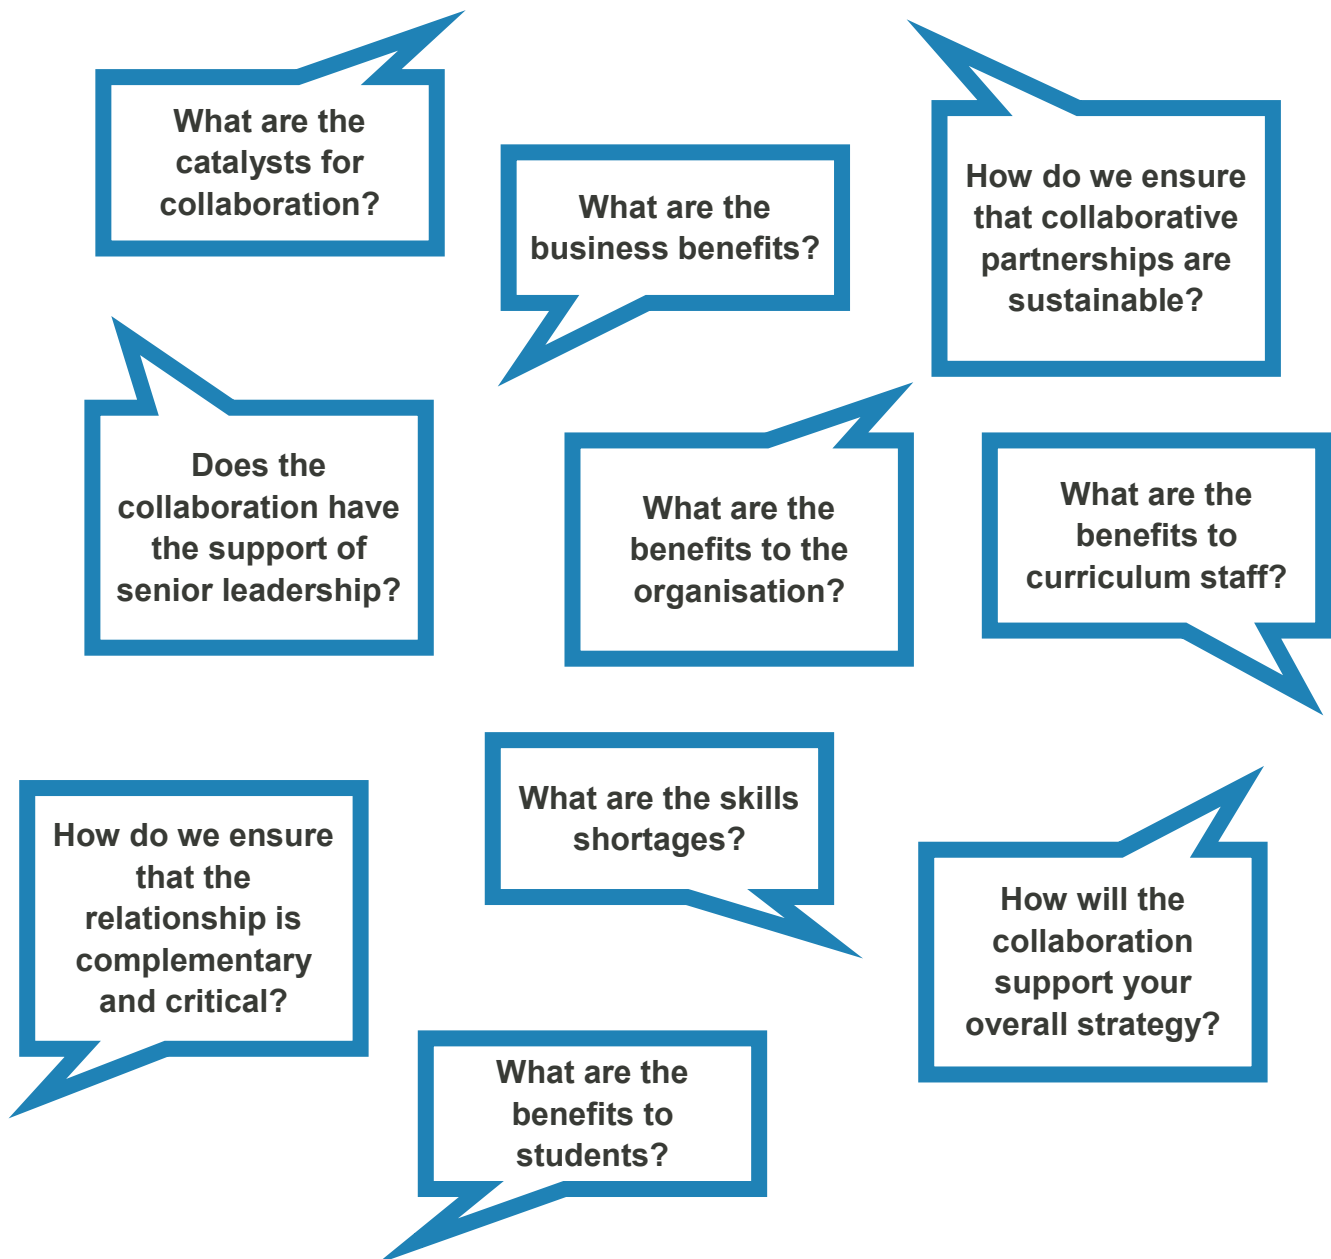 What are the
catalysts for
collaboration?
What are the
business benefits?
How do we ensure
that collaborative
partnerships are
sustainable?
Does the
collaboration have
the support of
senior leadership?
What are the
benefits to the
organisation?
What are the
benefits to
curriculum staff?
How do we ensure
that the
relationship is
complementary
and critical?
What are the skills
shortages?
How will the
collaboration
support your
overall strategy?
What are the
benefits to
students?